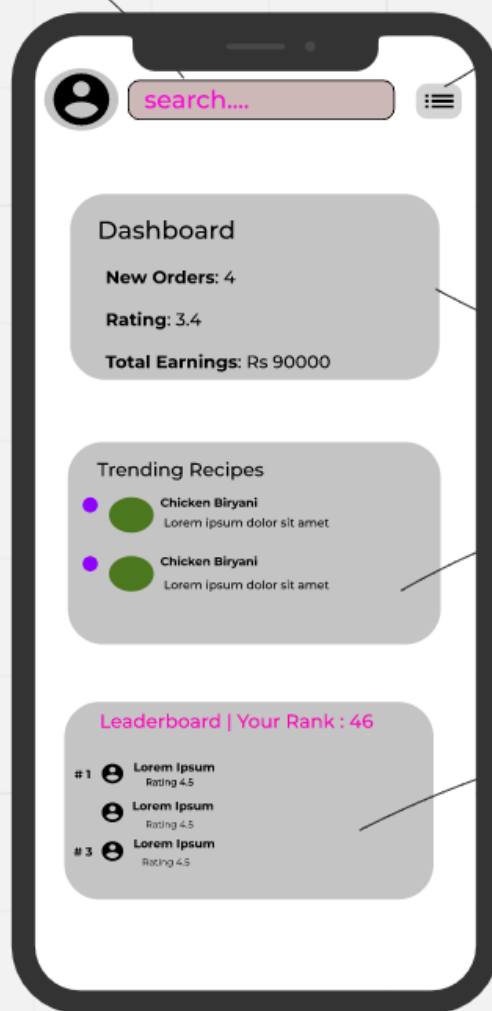 search....
Dashboard
New Orders: 4
Rating: 3.4
Total Earnings: Rs 90000
Trending Recipes
Chicken Biryani
Lorem ipsum dolor sit amet
Chicken Biryani
Lorem ipsum dolor sit amet
Leaderboard | Your Rank : 46
#1 Lorem Ipsum
Rating 4.5
Lorem Ipsum
Rating 4.5
#3 Lorem Ipsum
Rating 4.5